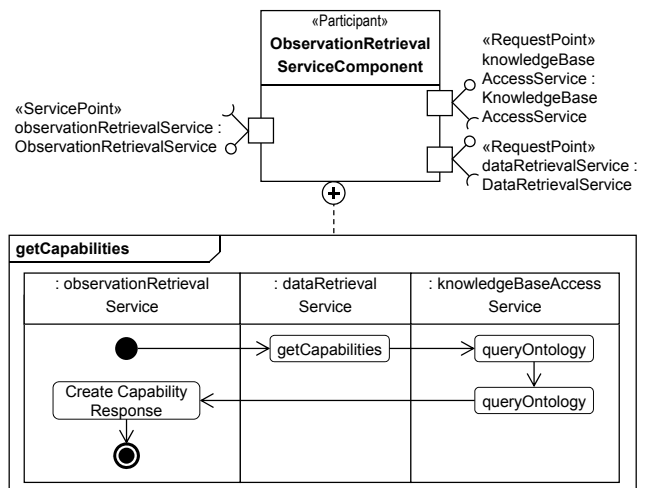 «Participant»
ObservationRetrieval
ServiceComponent
«ServicePoint»
observationRetrievalService :
ObservationRetrievalService
«RequestPoint»
knowledgeBase
AccessService :
KnowledgeBase
AccessService
«RequestPoint»
dataRetrievalService :
DataRetrievalService
getCapabilities
: observationRetrieval
Service
: dataRetrieval
Service
: knowledgeBaseAccess
Service
getCapabilities
queryOntology
Create Capability
Response
queryOntology